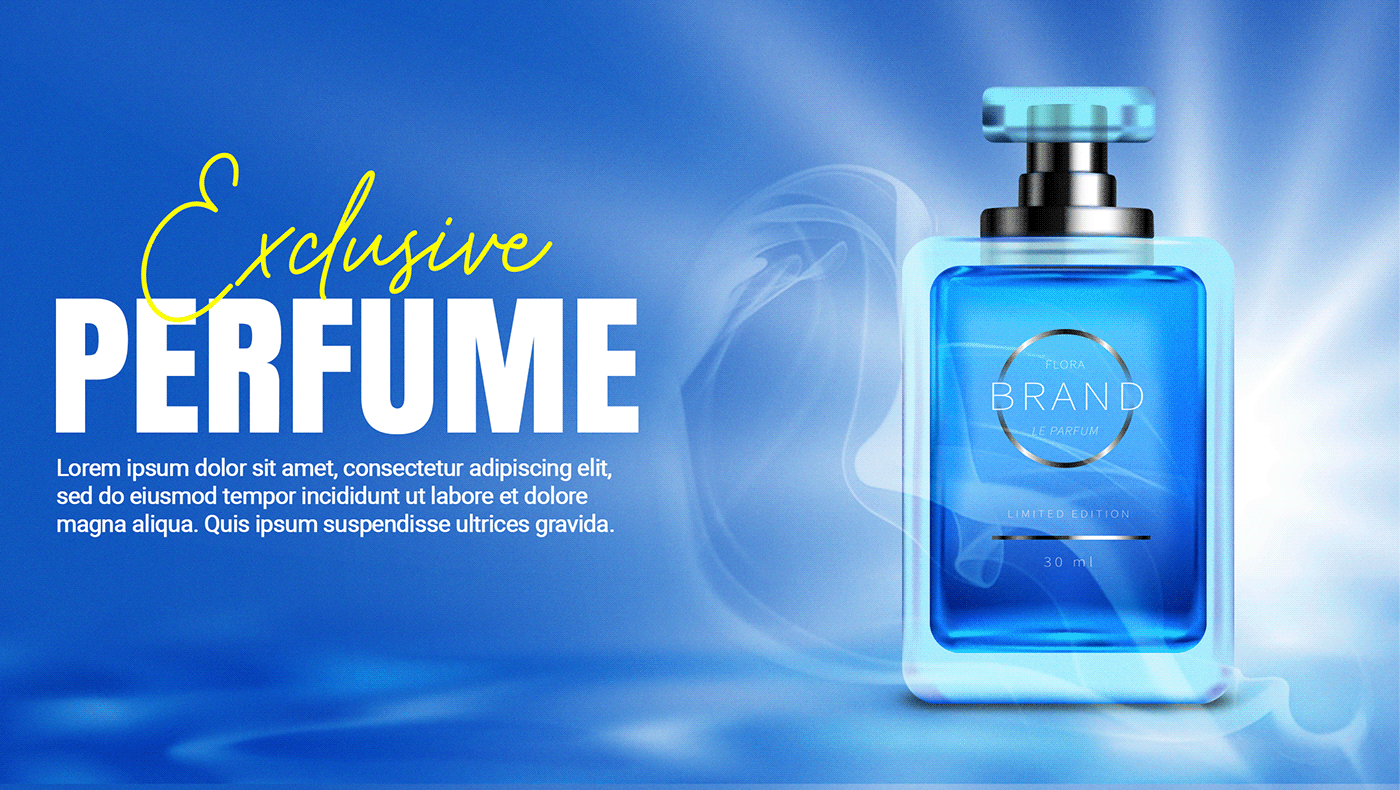 Exclusive
PERFUME
Lorem ipsum dolor sit amet, consectetur adipiscing elit,
sed do eiusmod tempor incididunt ut labore et dolore
magna aliqua. Quis ipsum suspendisse ultrices gravida.
FLORA
BRAND
LE PARFUM
LIMITED EDITION
30 ml